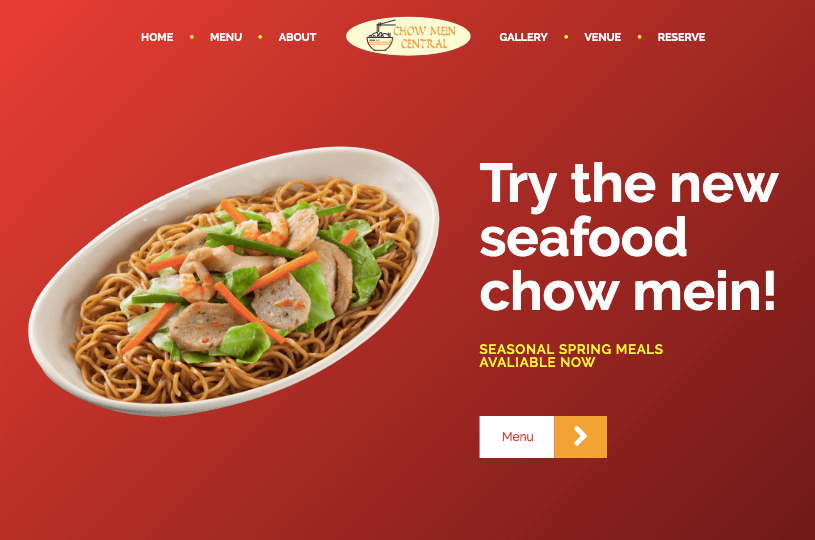 HOME • MENU • ABOUT
CHOW MEIN
CENTRAL
GALLERY • VENUE • RESERVE
Try the new
seafood
chow mein!
SEASONAL SPRING MEALS
AVALIABLE NOW
Menu